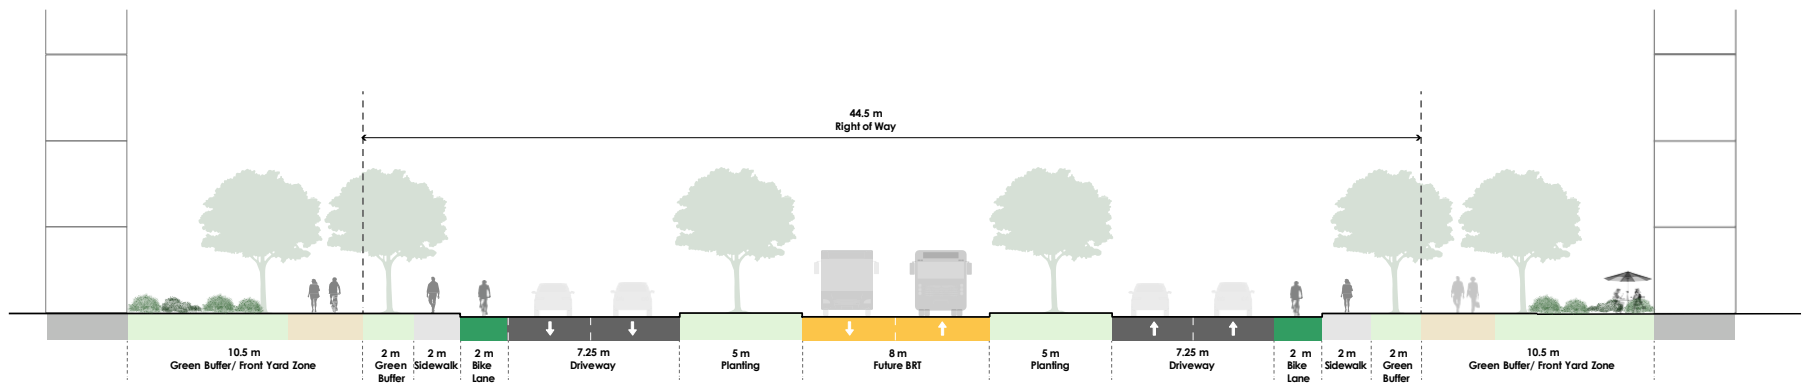 44.5 m
Right of Way
10.5 m
Green Buffer/ Front Yard Zone
2 m
Green
Buffer
2 m
Sidewalk
2 m
Bike
Lane
7.25 m
Driveway
5 m
Planting
8 m
Future BRT
5 m
Planting
7.25 m
Driveway
2 m
Bike
Lane
2 m
Sidewalk
2 m
Green
Buffer
10.5 m
Green Buffer/ Front Yard Zone